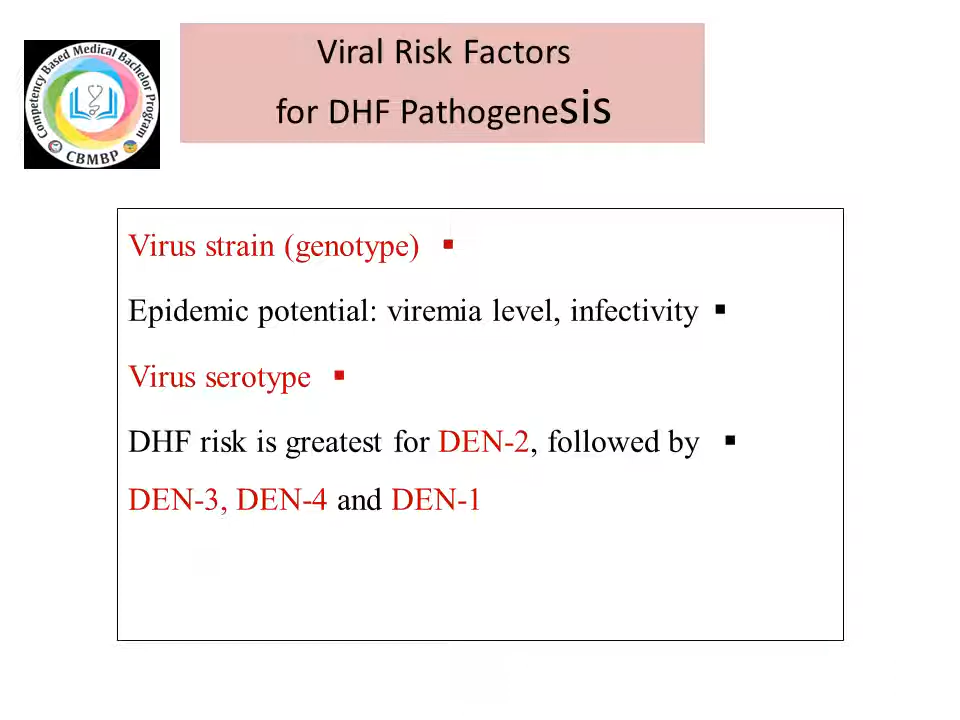 Competency Based Medical Bachelor Program
CBMBP
Viral Risk Factors
for DHF Pathogenesis
Virus strain (genotype) ▪
Epidemic potential: viremia level, infectivity ▪
Virus serotype ▪
DHF risk is greatest for DEN-2, followed by ▪
DEN-3, DEN-4 and DEN-1